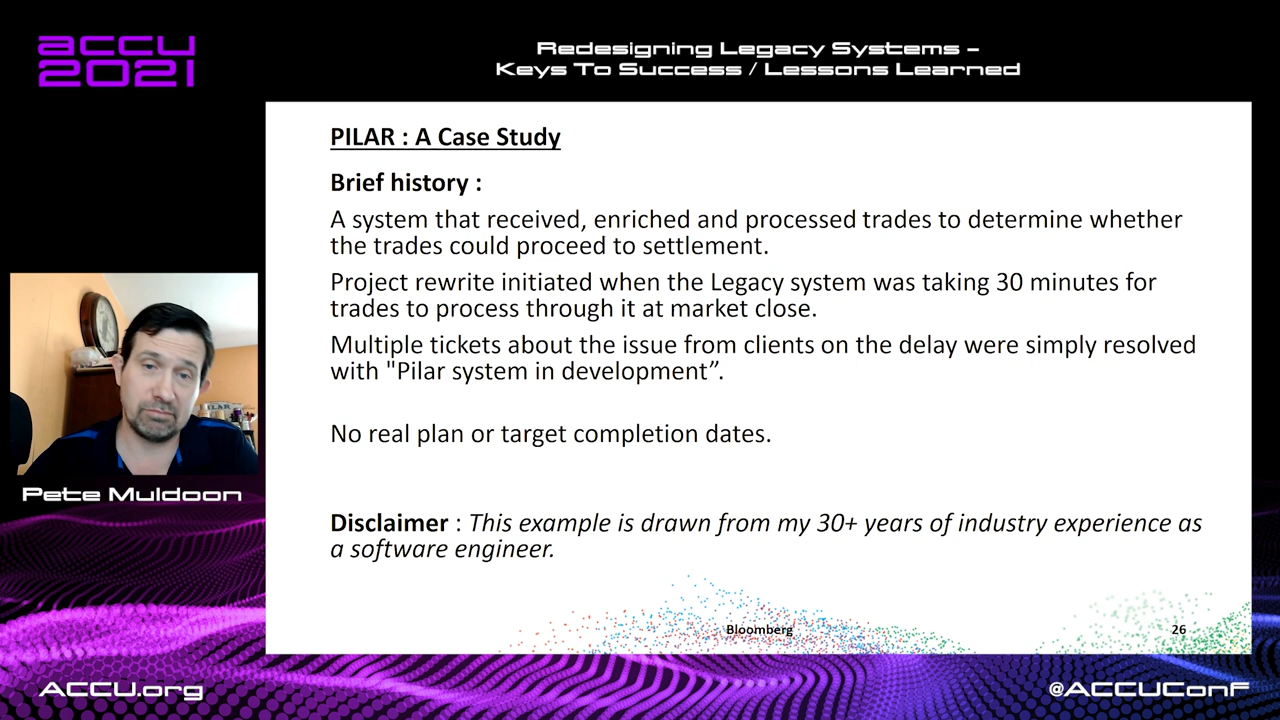 accu
2021
Redesigning Legacy Systems –
Keys To Success / Lessons Learned
PILAR : A Case Study
Brief history :
A system that received, enriched and processed trades to determine whether
the trades could proceed to settlement.
Project rewrite initiated when the Legacy system was taking 30 minutes for
trades to process through it at market close.
Multiple tickets about the issue from clients on the delay were simply resolved
with "Pilar system in development”.
No real plan or target completion dates.
Pete Muldoon
Disclaimer : This example is drawn from my 30+ years of industry experience as
a software engineer.
Bloomberg
26
ACCU.org
@ACCUConF